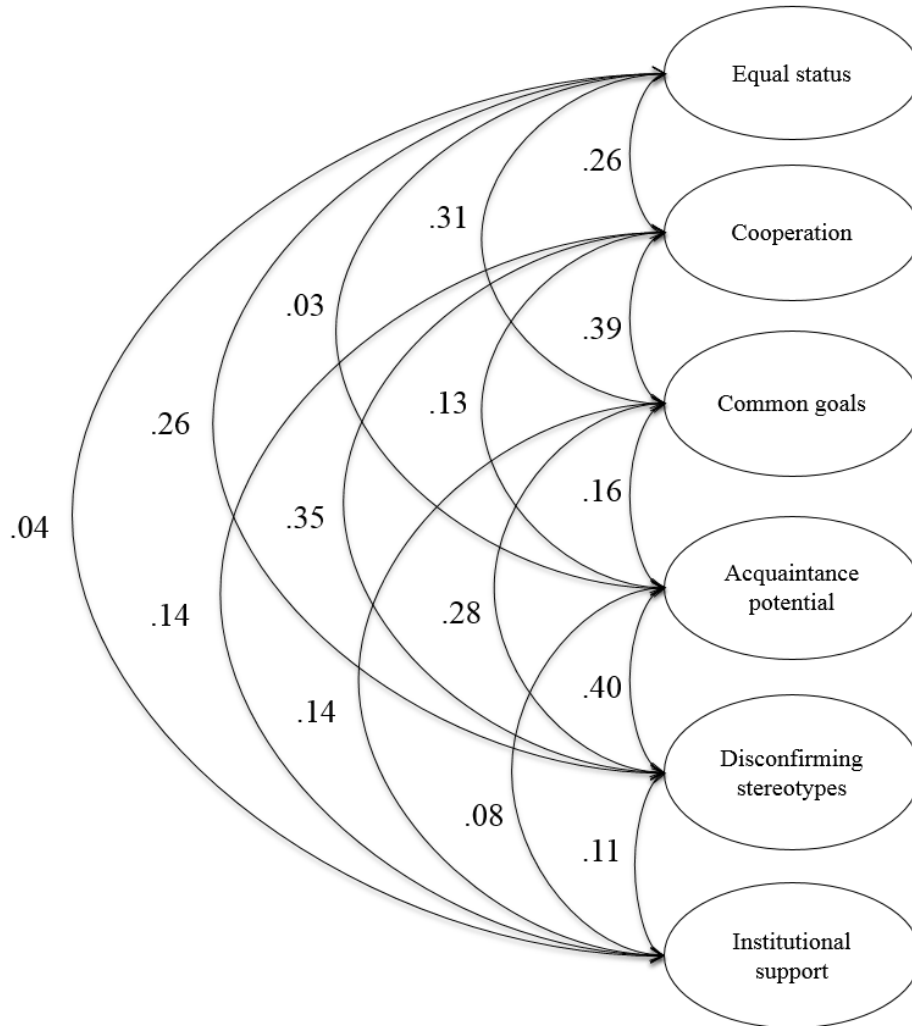 Equal status
.26
Cooperation
.31
.03
.39
Common goals
.13
.26
.16
.35
.04
Acquaintance
potential
.14
.28
.40
.14
Disconfirming
stereotypes
.08
.11
Institutional
support